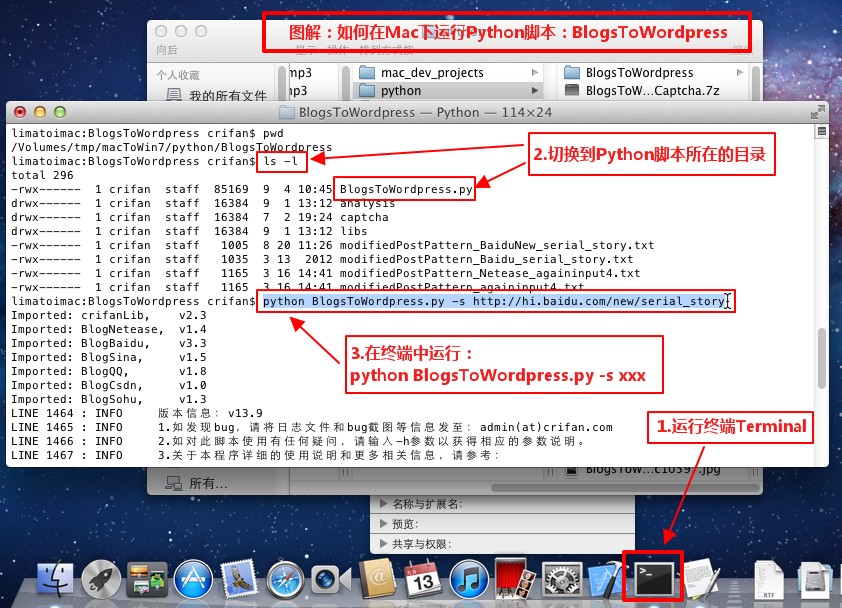 图解：如何在Mac下运行Python脚本：BlogsToWordpress
向后
个人收藏
我的所有文件
mp3
mac_dev_projects
BlogsToWordpress
mp3
python
BlogsToW...Captcha.7z
BlogsToWordpress — Python — 114×24
limatoimac:BlogsToWordpress crifan$ pwd
/Volumes/tmp/macToWin7/python/BlogsToWordpress
limatoimac:BlogsToWordpress crifan$ ls -l
2.切换到Python脚本所在的目录
total 296
-rwx------  1 crifan  staff  85169  9  4 10:45 BlogsToWordpress.py
drwx------  1 crifan  staff  16384  9  1 13:12 analysis
drwx------  1 crifan  staff  16384  7  2 19:24 captcha
drwx------  1 crifan  staff  16384  9  1 13:12 libs
-rwx------  1 crifan  staff   1005  8 20 11:26 modifiedPostPattern_BaiduNew_serial_story.txt
-rwx------  1 crifan  staff   1035  3 13  2012 modifiedPostPattern_Baidu_serial_story.txt
-rwx------  1 crifan  staff   1165  3 16 14:41 modifiedPostPattern_Netease_againinput4.txt
-rwx------  1 crifan  staff   1165  3 16 14:41 modifiedPostPattern_againinput4.txt
limatoimac:BlogsToWordpress crifan$ python BlogsToWordpress.py -s http://hi.baidu.com/new/serial_story
Imported: crifanLib,    v2.3
Imported: BlogNetease,  v1.4
Imported: BlogBaidu,    v3.3
Imported: BlogSina,     v1.5
Imported: BlogQQ,       v1.8
Imported: BlogCsdn,     v1.0
Imported: BlogSohu,     v1.3
3.在终端中运行：
python BlogsToWordpress.py -s xxx
LINE 1464 : INFO     版本信息：v13.9
LINE 1465 : INFO     1.如发现bug，请将日志文件和bug截图等信息发至：admin(at)crifan.com
LINE 1466 : INFO     2.如对此脚本使用有任何疑问，请输入-h参数以获得相应的参数说明。
LINE 1467 : INFO     3.关于本程序详细的使用说明和更多相关信息，请参考：
1.运行终端Terminal
所有...
名称与扩展名:
预览:
共享与权限:
13
RTF